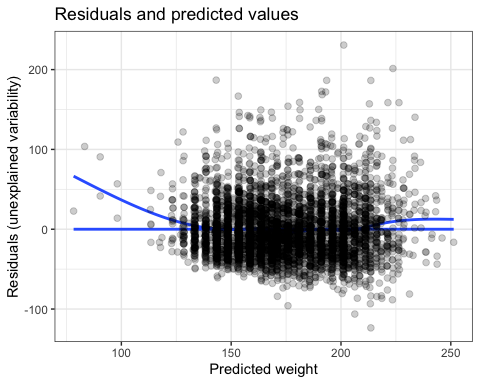 Residuals and predicted values
Residuals (unexplained variability)
200
100
0
-100
100
150
200
250
Predicted weight